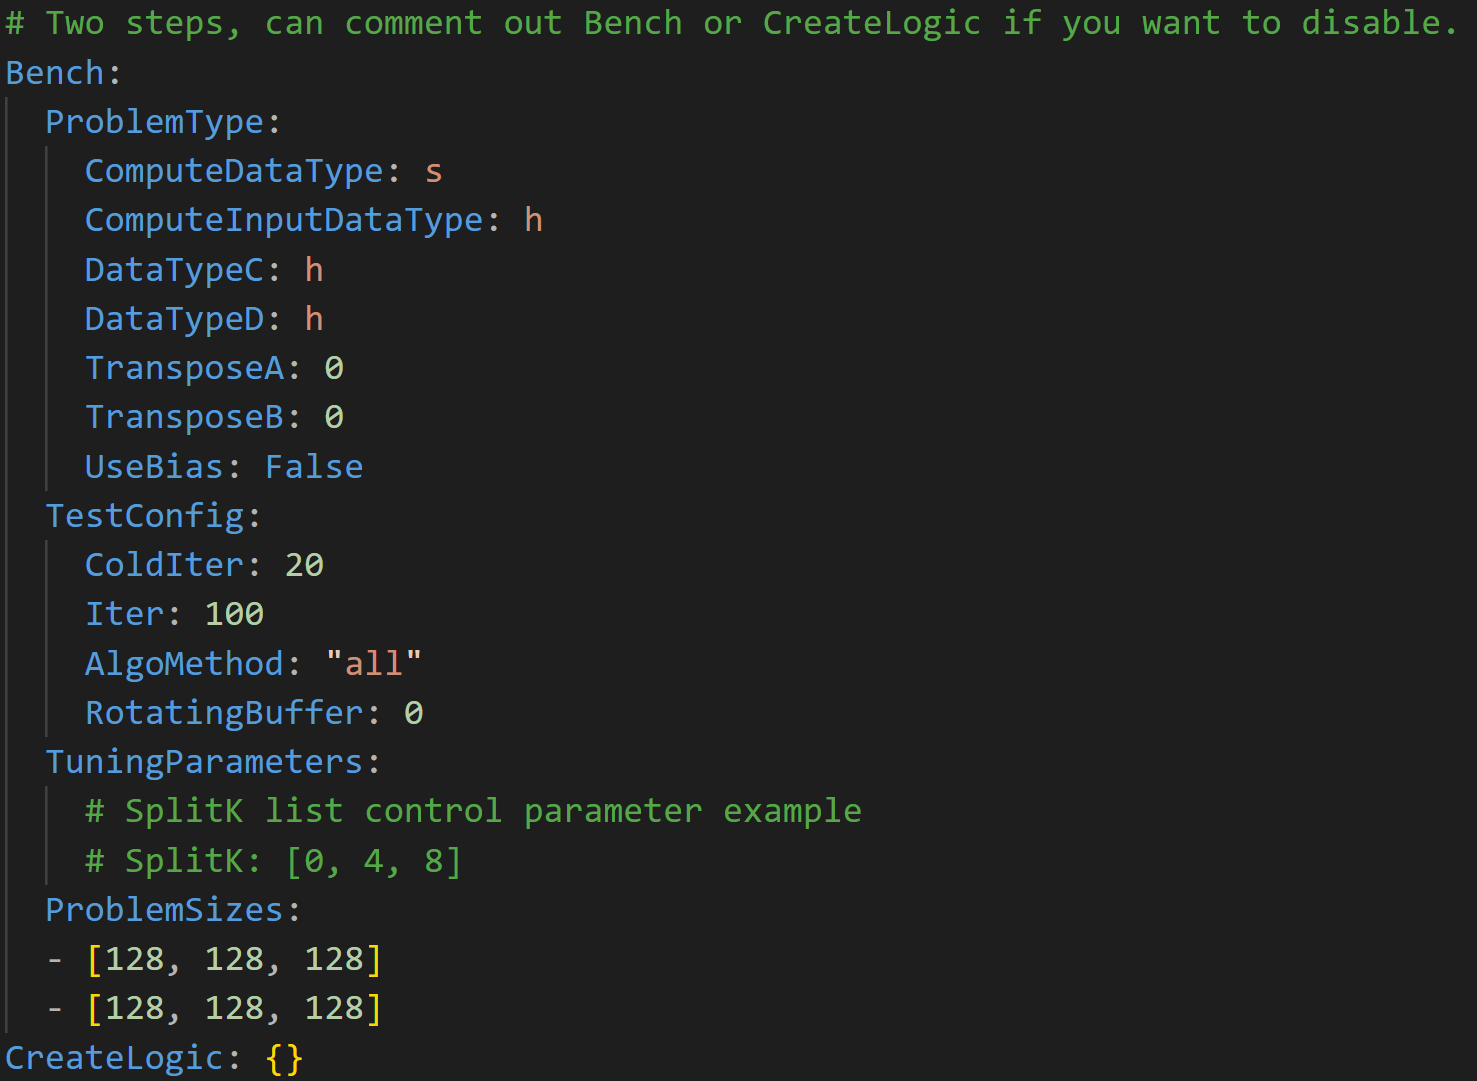 # Two steps, can comment out Bench or CreateLogic if you want to disable.
Bench:
  ProblemType:
    ComputeDataType: s
    ComputeInputDataType: h
    DataTypeC: h
    DataTypeD: h
    TransposeA: 0
    TransposeB: 0
    UseBias: False
  TestConfig:
    ColdIter: 20
    Iter: 100
    AlgoMethod: "all"
    RotatingBuffer: 0
  TuningParameters:
    # SplitK list control parameter example
    # SplitK: [0, 4, 8]
  ProblemSizes:
  - [128, 128, 128]
  - [128, 128, 128]
CreateLogic: {}